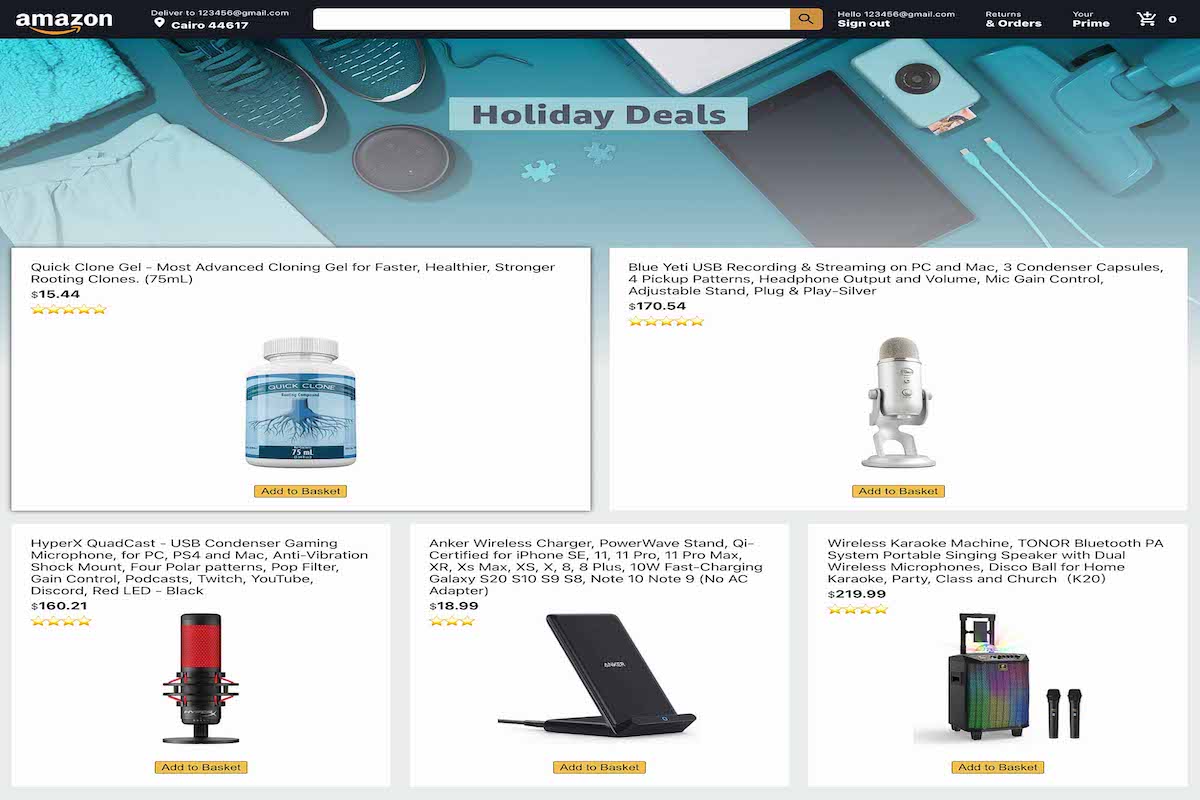 amazon
Deliver to 123456@gmail.com
Cairo 44617
Hello 123456@gmail.com
Sign out
Returns
& Orders
Your
Prime
0
Holiday Deals
Quick Clone Gel - Most Advanced Cloning Gel for Faster, Healthier, Stronger
Rooting Clones. (75mL)
$15.44
QUICK CLONE
Rooting Compound
75 mL
Add to Basket
Blue Yeti USB Recording & Streaming on PC and Mac, 3 Condenser Capsules,
4 Pickup Patterns, Headphone Output and Volume, Mic Gain Control,
Adjustable Stand, Plug & Play-Silver
$170.54
Add to Basket
HyperX QuadCast - USB Condenser Gaming
Microphone, for PC, PS4 and Mac, Anti-Vibration
Shock Mount, Four Polar patterns, Pop Filter,
Gain Control, Podcasts, Twitch, YouTube,
Discord, Red LED - Black
$160.21
Add to Basket
Anker Wireless Charger, PowerWave Stand, Qi-
Certified for iPhone SE, 11, 11 Pro, 11 Pro Max,
XR, Xs Max, XS, X, 8, 8 Plus, 10W Fast-Charging
Galaxy S20 S10 S9 S8, Note 10 Note 9 (No AC
Adapter)
$18.99
ANKER
Add to Basket
Wireless Karaoke Machine, TONOR Bluetooth PA
System Portable Singing Speaker with Dual
Wireless Microphones, Disco Ball for Home
Karaoke, Party, Class and Church（K20）
$219.99
Add to Basket